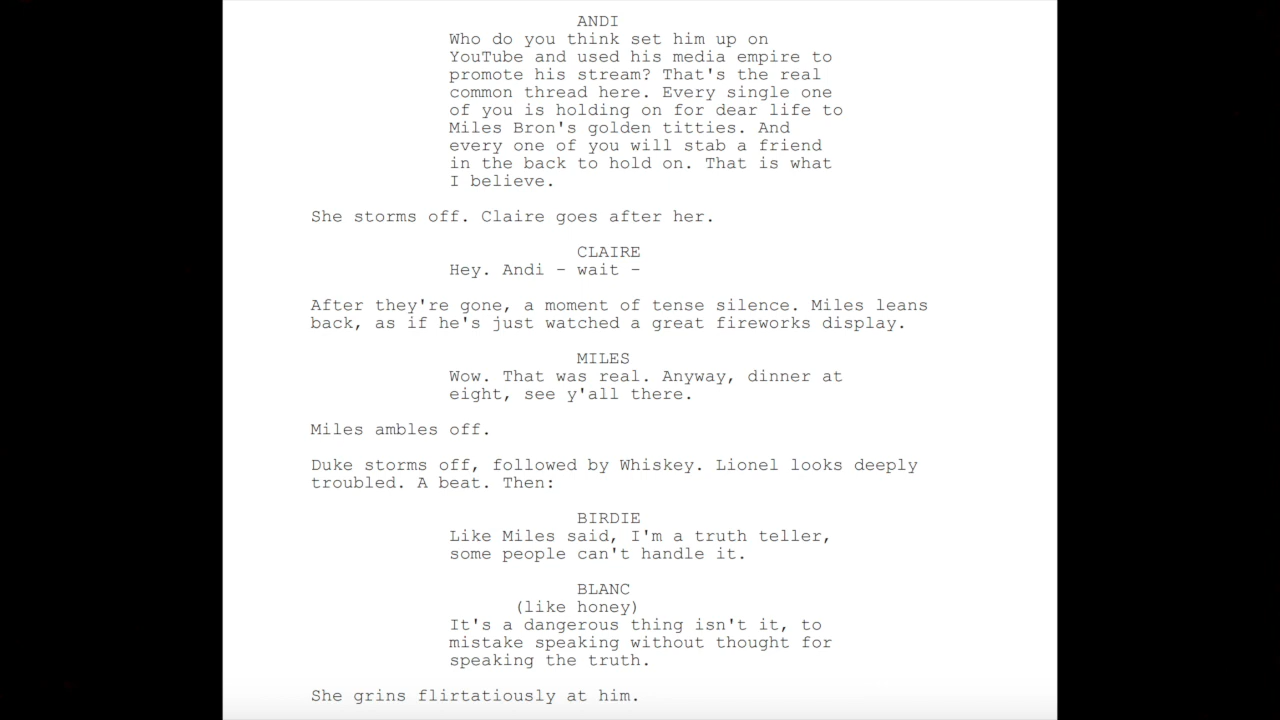 ANDI
Who do you think set him up on
YouTube and used his media empire to
promote his stream? That's the real
common thread here. Every single one
of you is holding on for dear life to
Miles Bron's golden titties. And
every one of you will stab a friend
in the back to hold on. That is what
I believe.
She storms off. Claire goes after her.
CLAIRE
Hey. Andi - wait -
After they're gone, a moment of tense silence. Miles leans
back, as if he's just watched a great fireworks display.
MILES
Wow. That was real. Anyway, dinner at
eight, see y'all there.
Miles ambles off.
Duke storms off, followed by Whiskey. Lionel looks deeply
troubled. A beat. Then:
BIRDIE
Like Miles said, I'm a truth teller,
some people can't handle it.
BLANC
(like honey)
It's a dangerous thing isn't it, to
mistake speaking without thought for
speaking the truth.
She grins flirtatiously at him.